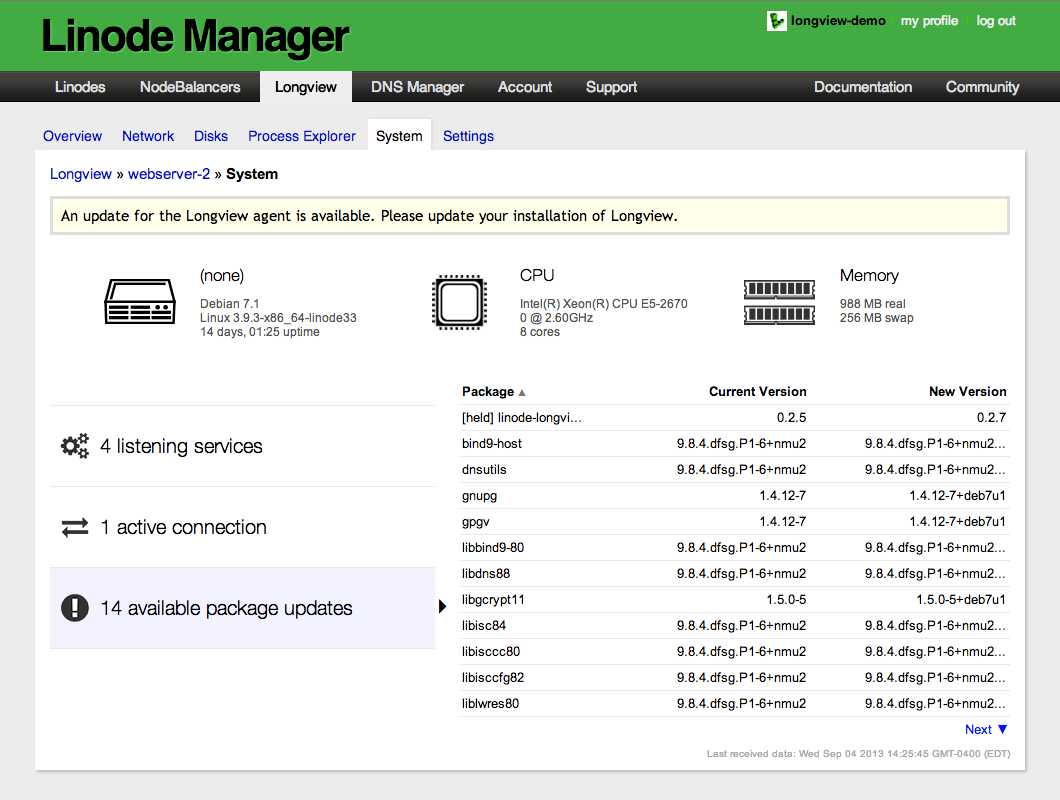 Linode Manager
longview-demo my profile log out
Linodes NodeBalancers Longview DNS Manager Account Support Documentation Community
Overview Network Disks Process Explorer System Settings
Longview » webserver-2 » System
An update for the Longview agent is available. Please update your installation of Longview.
(none)
Debian 7.1
Linux 3.9.3-x86_64-linode33
14 days, 01:25 uptime
CPU
Intel(R) Xeon(R) CPU E5-2670
0 @ 2.60GHz
8 cores
Memory
988 MB real
256 MB swap
4 listening services
1 active connection
14 available package updates
Package ▲ Current Version New Version
[held] linode-longvi... 0.2.5 0.2.7
bind9-host 9.8.4.dfsg.P1-6+nmu2 9.8.4.dfsg.P1-6+nmu2...
dnsutils 9.8.4.dfsg.P1-6+nmu2 9.8.4.dfsg.P1-6+nmu2...
gnupg 1.4.12-7 1.4.12-7+deb7u1
gpgv 1.4.12-7 1.4.12-7+deb7u1
libbind9-80 9.8.4.dfsg.P1-6+nmu2 9.8.4.dfsg.P1-6+nmu2...
libdns88 9.8.4.dfsg.P1-6+nmu2 9.8.4.dfsg.P1-6+nmu2...
libgcrypt11 1.5.0-5 1.5.0-5+deb7u1
libisc84 9.8.4.dfsg.P1-6+nmu2 9.8.4.dfsg.P1-6+nmu2...
libisccc80 9.8.4.dfsg.P1-6+nmu2 9.8.4.dfsg.P1-6+nmu2...
libisccfg82 9.8.4.dfsg.P1-6+nmu2 9.8.4.dfsg.P1-6+nmu2...
liblwres80 9.8.4.dfsg.P1-6+nmu2 9.8.4.dfsg.P1-6+nmu2...
Next ▼
Last received data: Wed Sep 04 2013 14:25:45 GMT-0400 (EDT)